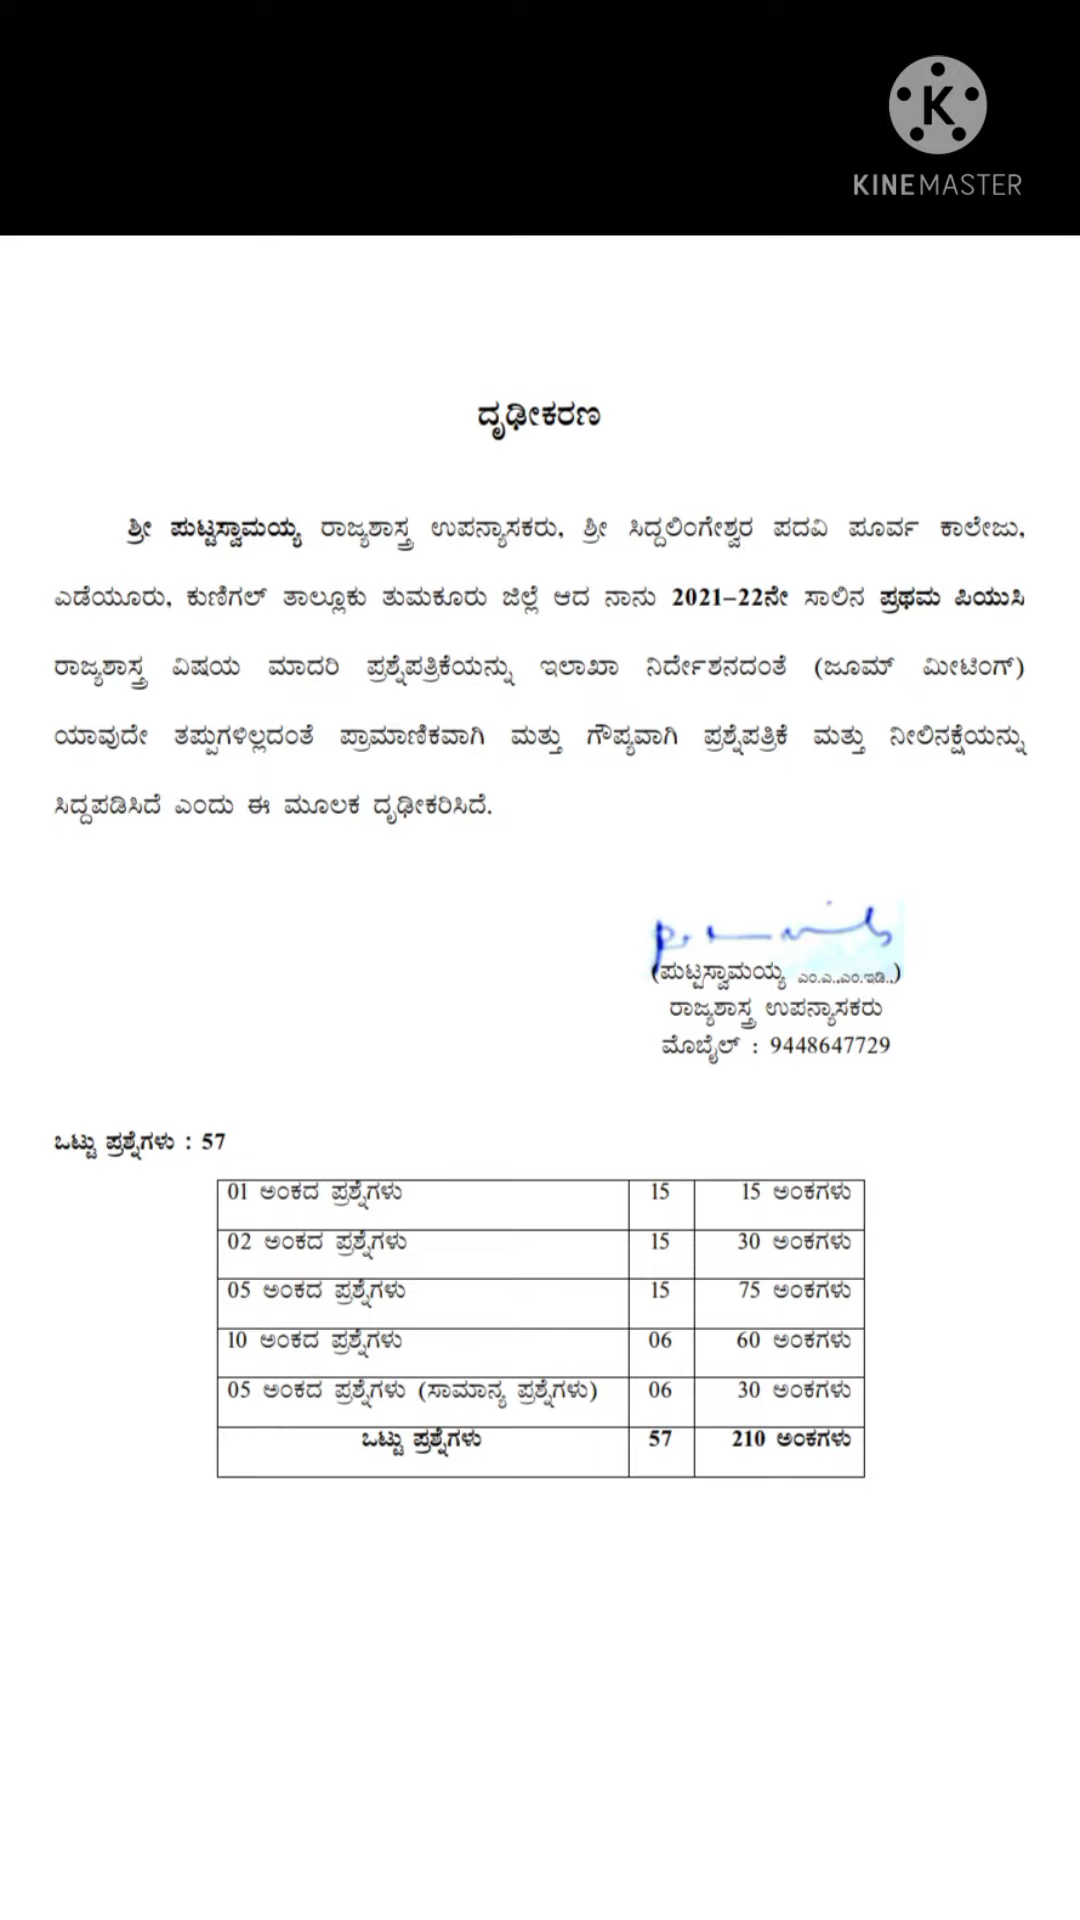 KINEMASTER
ದೃಢೀಕರಣ
ಶ್ರೀ ಪುಟ್ಟಸ್ವಾಮಯ್ಯ ರಾಜ್ಯಶಾಸ್ತ್ರ ಉಪನ್ಯಾಸಕರು, ಶ್ರೀ ಸಿದ್ದಲಿಂಗೇಶ್ವರ ಪದವಿ ಪೂರ್ವ ಕಾಲೇಜು,
ಎಡೆಯೂರು, ಕುಣಿಗಲ್ ತಾಲ್ಲೂಕು ತುಮಕೂರು ಜಿಲ್ಲೆ ಆದ ನಾನು 2021–22ನೇ ಸಾಲಿನ ಪ್ರಥಮ ಪಿಯುಸಿ
ರಾಜ್ಯಶಾಸ್ತ್ರ ವಿಷಯ ಮಾದರಿ ಪ್ರಶ್ನೆಪತ್ರಿಕೆಯನ್ನು ಇಲಾಖಾ ನಿರ್ದೇಶನದಂತೆ (ಜೂಮ್ ಮೀಟಿಂಗ್)
ಯಾವುದೇ ತಪ್ಪುಗಳಿಲ್ಲದಂತೆ ಪ್ರಾಮಾಣಿಕವಾಗಿ ಮತ್ತು ಗೌಪ್ಯವಾಗಿ ಪ್ರಶ್ನೆಪತ್ರಿಕೆ ಮತ್ತು ನೀಲಿನಕ್ಷೆಯನ್ನು
ಸಿದ್ದಪಡಿಸಿದೆ ಎಂದು ಈ ಮೂಲಕ ದೃಢೀಕರಿಸಿದೆ.
(ಪುಟ್ಟಸ್ವಾಮಯ್ಯ ಎಂ.ಎ.,ಎಂ.ಇಡಿ.,)
ರಾಜ್ಯಶಾಸ್ತ್ರ ಉಪನ್ಯಾಸಕರು
ಮೊಬೈಲ್ : 9448647729
ಒಟ್ಟು ಪ್ರಶ್ನೆಗಳು : 57
01 ಅಂಕದ ಪ್ರಶ್ನೆಗಳು 15 15 ಅಂಕಗಳು
02 ಅಂಕದ ಪ್ರಶ್ನೆಗಳು 15 30 ಅಂಕಗಳು
05 ಅಂಕದ ಪ್ರಶ್ನೆಗಳು 15 75 ಅಂಕಗಳು
10 ಅಂಕದ ಪ್ರಶ್ನೆಗಳು 06 60 ಅಂಕಗಳು
05 ಅಂಕದ ಪ್ರಶ್ನೆಗಳು (ಸಾಮಾನ್ಯ ಪ್ರಶ್ನೆಗಳು) 06 30 ಅಂಕಗಳು
ಒಟ್ಟು ಪ್ರಶ್ನೆಗಳು 57 210 ಅಂಕಗಳು